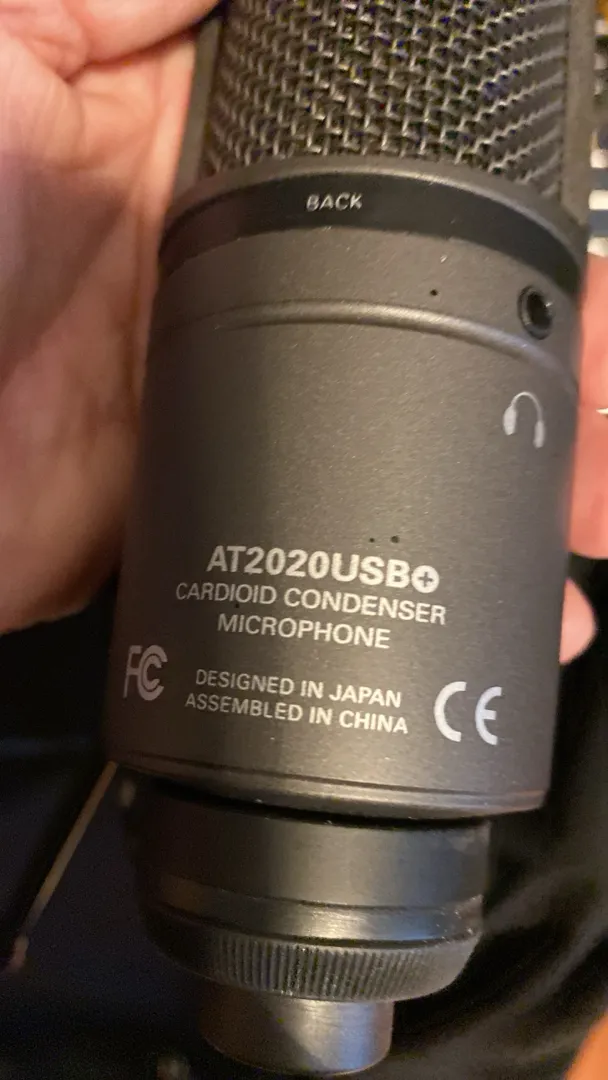 BACK
AT2020USB+
CARDIOID CONDENSER
MICROPHONE
FC
DESIGNED IN JAPAN
ASSEMBLED IN CHINA
CE